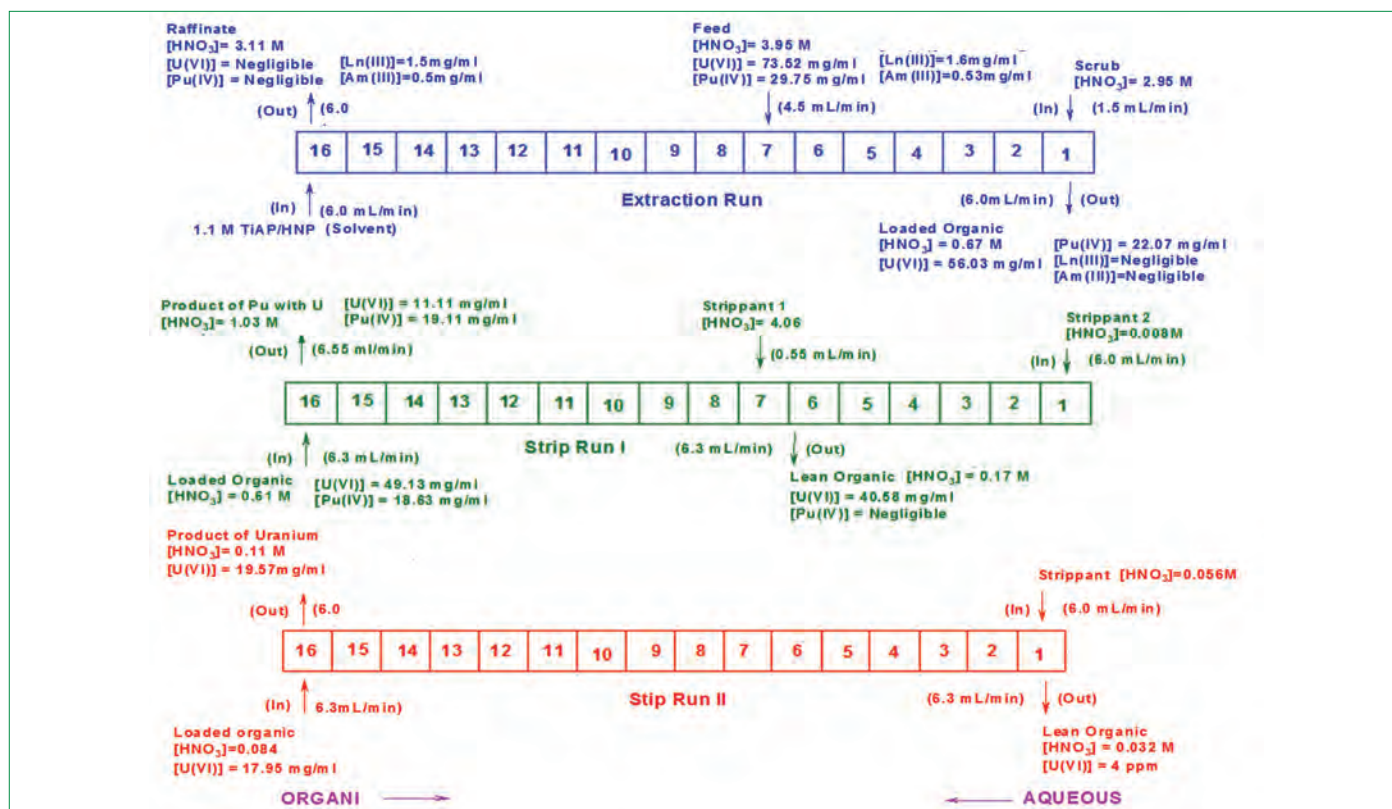 Raffinate
[HNO3]= 3.11 M
[U(VI)] = Negligible
[Pu(IV)] = Negligible
[Ln(III)]=1.5mg/ml
[Am(III)]=0.5mg/ml
(Out)
(6.0
Feed
[HNO3]= 3.95 M
[U(VI)] = 73.52 mg/ml
[Pu(IV)] = 29.75 mg/ml
[Ln(III)]=1.6mg/ml
[Am(III)]=0.53mg/ml
(4.5 mL/min)
Scrub
[HNO3]= 2.95 M
(In)
(1.5 mL/min)
16 15 14 13 12 11 10 9 8 7 6 5 4 3 2 1
(In)
(6.0 mL/min)
1.1 M TiAP/HNP (Solvent)
Extraction Run
(6.0mL/min)
(Out)
Loaded Organic
[HNO3] = 0.67 M
[U(VI)] = 56.03 mg/ml
[Pu(IV)] = 22.07 mg/ml
[Ln(III)]=Negligible
[Am(III)]=Negligible
Product of Pu with U
[HNO3]= 1.03 M
[U(VI)] = 11.11 mg/ml
[Pu(IV)] = 19.11 mg/ml
(Out)
(6.55 ml/min)
Strippant 1
[HNO3]= 4.06
(0.55 mL/min)
Strippant 2
[HNO3]=0.008M
(In)
(6.0 mL/min)
16 15 14 13 12 11 10 9 8 7 6 5 4 3 2 1
(In)
(6.3 mL/min)
Loaded Organic
[HNO3]= 0.61 M
[U(VI)] = 49.13 mg/ml
[Pu(IV)] = 18.63 mg/ml
Strip Run I
(6.3 mL/min)
(Out)
Lean Organic [HNO3] = 0.17 M
[U(VI)] = 40.58 mg/ml
[Pu(IV)] = Negligible
Product of Uranium
[HNO3]= 0.11 M
[U(VI)] = 19.57mg/ml
(Out)
(6.0
Strippant [HNO3]=0.056M
(In)
(6.0 mL/min)
16 15 14 13 12 11 10 9 8 7 6 5 4 3 2 1
(In)
6.3mL/min)
Loaded organic
[HNO3]=0.084
[U(VI)] = 17.95 mg/ml
Stip Run II
(6.3 mL/min)
(Out)
Lean Organic
[HNO3] = 0.032 M
[U(VI)] = 4 ppm
ORGANI
AQUEOUS